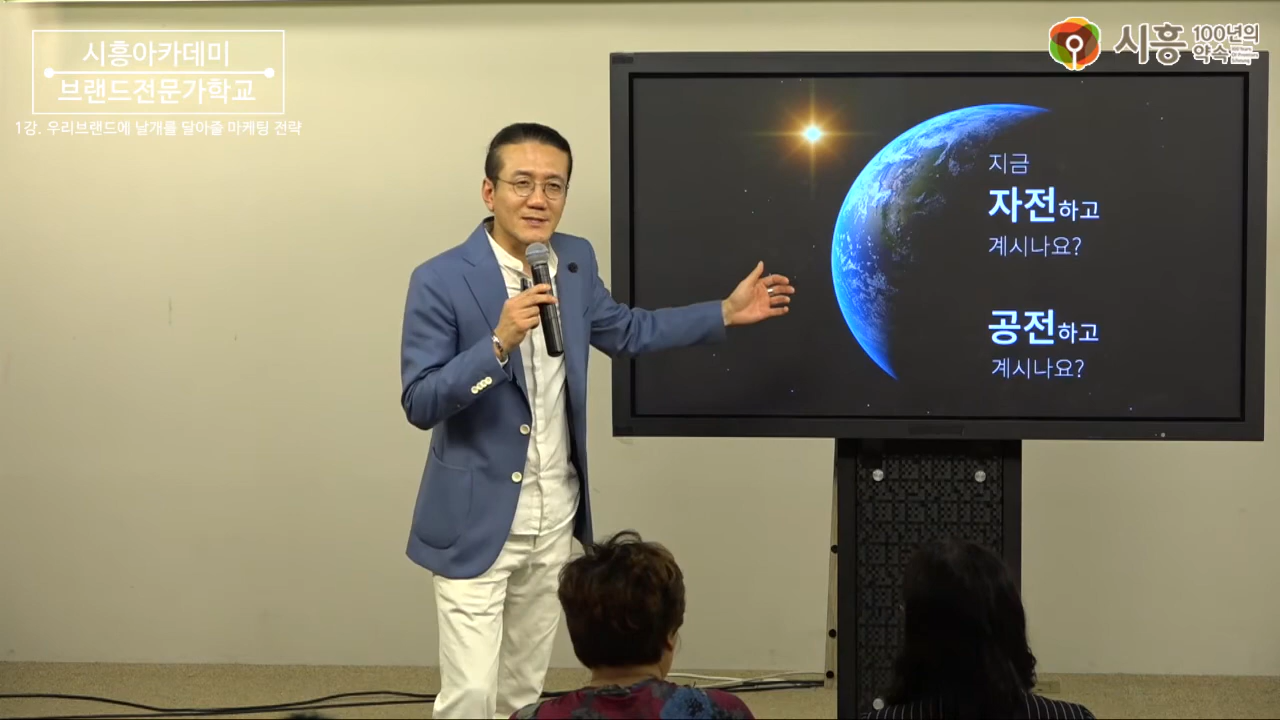 시흥아카데미
브랜드전문가학교
1강. 우리브랜드에 날개를 달아줄 마케팅 전략
시흥 100년의
약속
지금
자전하고
계시나요?
공전하고
계시나요?